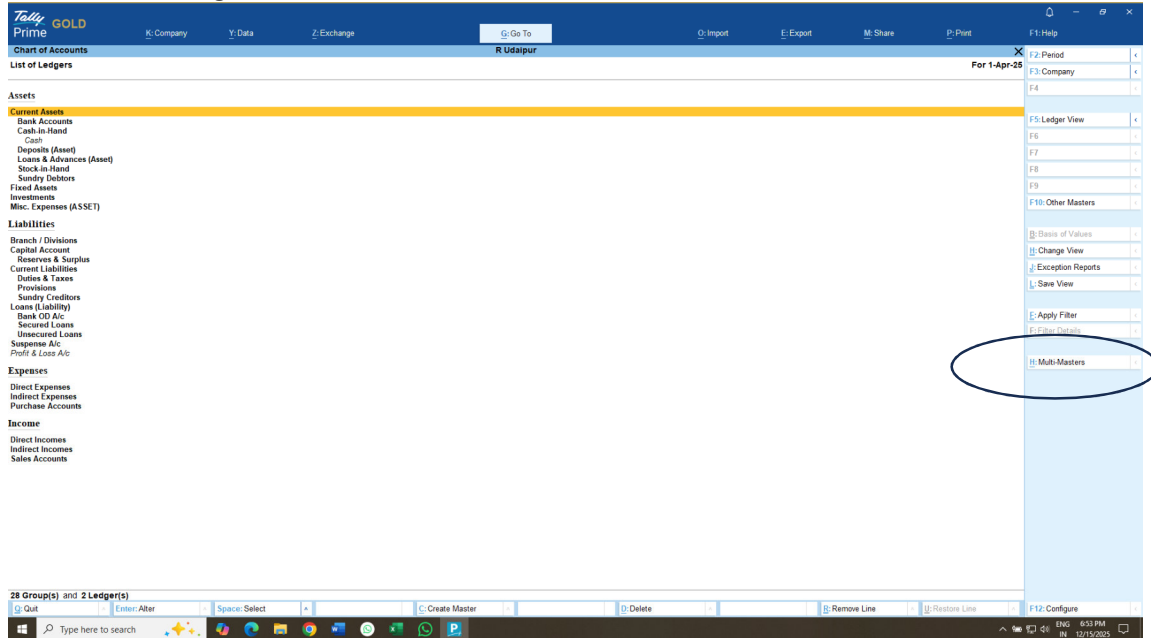 Tally
Prime GOLD
K: Company Y: Data Z: Exchange G: Go To O: Import E: Export M: Share P: Print F1: Help
Chart of Accounts R Udaipur
List of Ledgers For 1-Apr-25
Assets
Current Assets
Bank Accounts
Cash-in-Hand
Cash
Deposits (Asset)
Loans & Advances (Asset)
Stock-in-Hand
Sundry Debtors
Fixed Assets
Investments
Misc. Expenses (ASSET)
Liabilities
Branch / Divisions
Capital Account
Reserves & Surplus
Current Liabilities
Duties & Taxes
Provisions
Sundry Creditors
Loans (Liability)
Bank OD A/c
Secured Loans
Unsecured Loans
Suspense A/c
Profit & Loss A/c
Expenses
Direct Expenses
Indirect Expenses
Purchase Accounts
Income
Direct Incomes
Indirect Incomes
Sales Accounts
28 Group(s) and 2 Ledger(s)
F2: Period
F3: Company
F4
F5: Ledger View
F6
F7
F8
F9
F10: Other Masters
B: Basis of Values
H: Change View
J: Exception Reports
L: Save View
E: Apply Filter
F: Filter Details
H: Multi-Masters
Q: Quit Enter: Alter Space: Select C: Create Master D: Delete R: Remove Line U: Restore Line F12: Configure
Type here to search ENG 6:53 PM
IN 12/15/2025